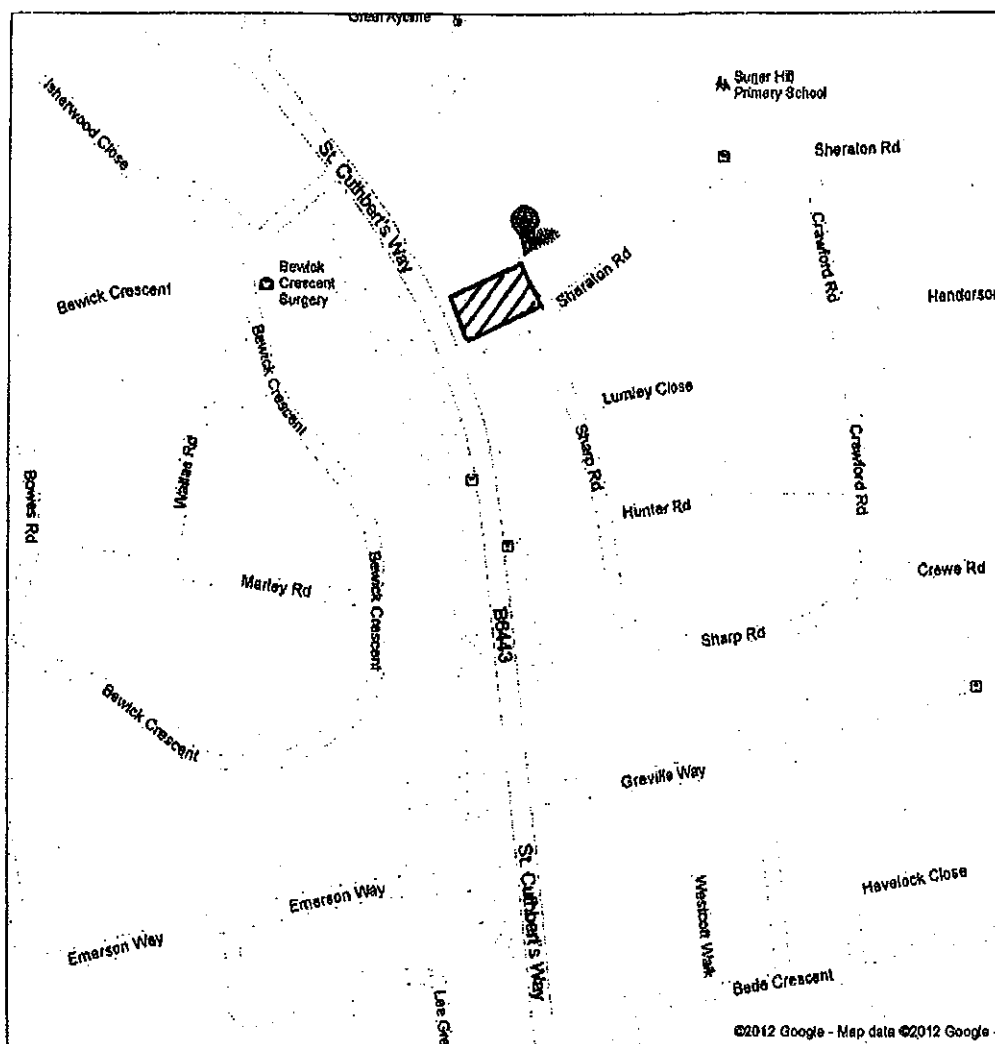 Great Aycliffe
Isherwood Close
St. Cuthbert's Way
Sugar Hill
Primary School
Sheraton Rd
Bewick
Crescent
Surgery
Bewick Crescent
Sheraton Rd
Crawford Rd
Henderson
Bewick Crescent
Lumley Close
Sharp Rd
Crawford Rd
Bowes Rd
Hunter Rd
Marley Rd
Bewick Crescent
Crewe Rd
B6443
Sharp Rd
Bewick Crescent
Greville Way
St. Cuthbert's Way
Emerson Way
Westcott Walk
Havelock Close
Emerson Way
Bede Crescent
Lee Gre
©2012 Google - Map data ©2012 Google -